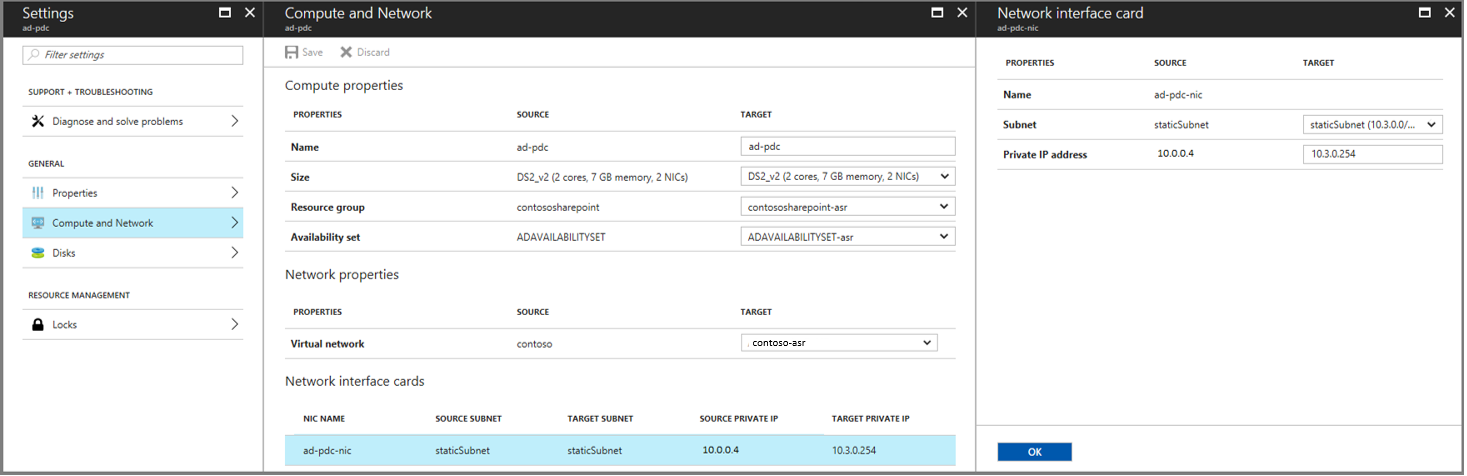 Settings
ad-pdc
Filter settings
SUPPORT + TROUBLESHOOTING
Diagnose and solve problems
GENERAL
Properties
Compute and Network
Disks
RESOURCE MANAGEMENT
Locks
Compute and Network
ad-pdc
Save Discard
Compute properties
PROPERTIES SOURCE TARGET
Name ad-pdc ad-pdc
Size DS2_v2 (2 cores, 7 GB memory, 2 NICs) DS2_v2 (2 cores, 7 GB memory, 2 NICs)
Resource group contososharepoint contososharepoint-asr
Availability set ADAVAILABILITYSET ADAVAILABILITYSET-asr
Network properties
PROPERTIES SOURCE TARGET
Virtual network contoso contoso-asr
Network interface cards
NIC NAME SOURCE SUBNET TARGET SUBNET SOURCE PRIVATE IP TARGET PRIVATE IP
ad-pdc-nic staticSubnet staticSubnet 10.0.0.4 10.3.0.254
Network interface card
ad-pdc-nic
PROPERTIES SOURCE TARGET
Name ad-pdc-nic
Subnet staticSubnet staticSubnet (10.3.0.0/...
Private IP address 10.0.0.4 10.3.0.254
OK